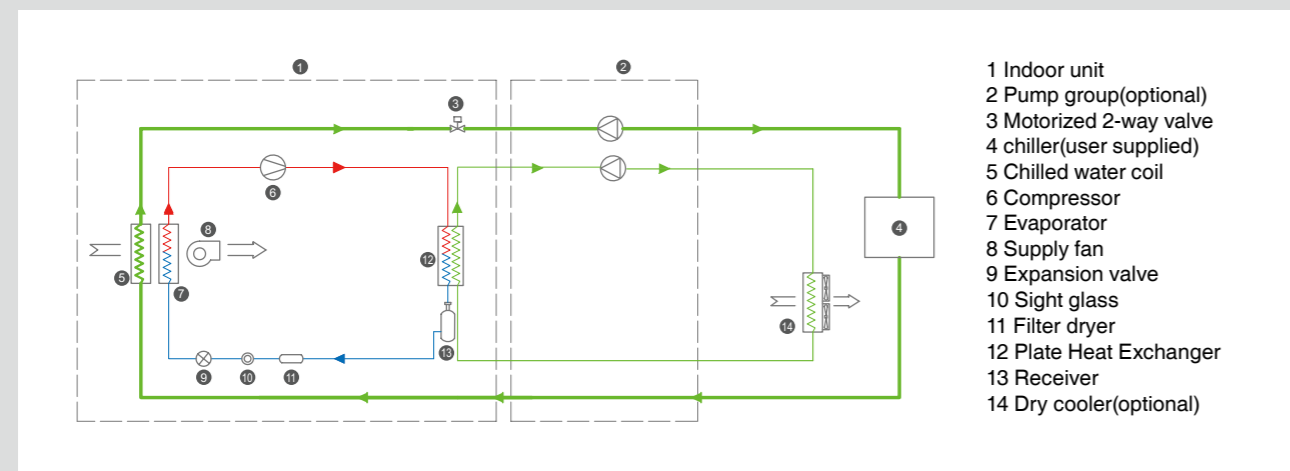 1
2
3
6
8
12
4
5
7
14
13
9
10
11
1 Indoor unit
2 Pump group(optional)
3 Motorized 2-way valve
4 chiller(user supplied)
5 Chilled water coil
6 Compressor
7 Evaporator
8 Supply fan
9 Expansion valve
10 Sight glass
11 Filter dryer
12 Plate Heat Exchanger
13 Receiver
14 Dry cooler(optional)